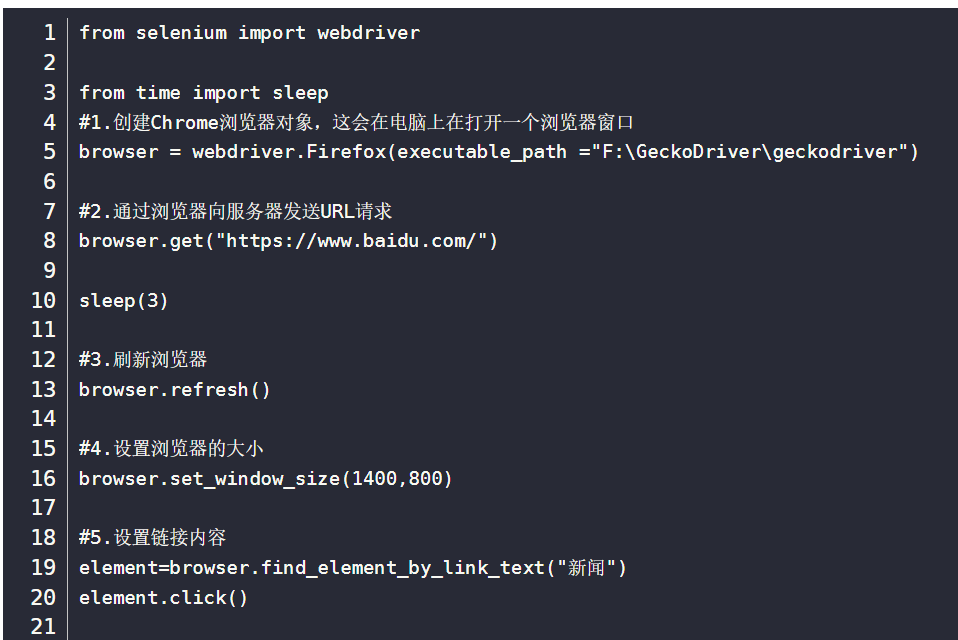 1 from selenium import webdriver
2
3 from time import sleep
4 #1.创建Chrome浏览器对象，这会在电脑上在打开一个浏览器窗口
5 browser = webdriver.Firefox(executable_path ="F:\GeckoDriver\geckodriver")
6
7 #2.通过浏览器向服务器发送URL请求
8 browser.get("https://www.baidu.com/")
9
10 sleep(3)
11
12 #3.刷新浏览器
13 browser.refresh()
14
15 #4.设置浏览器的大小
16 browser.set_window_size(1400,800)
17
18 #5.设置链接内容
19 element=browser.find_element_by_link_text("新闻")
20 element.click()
21